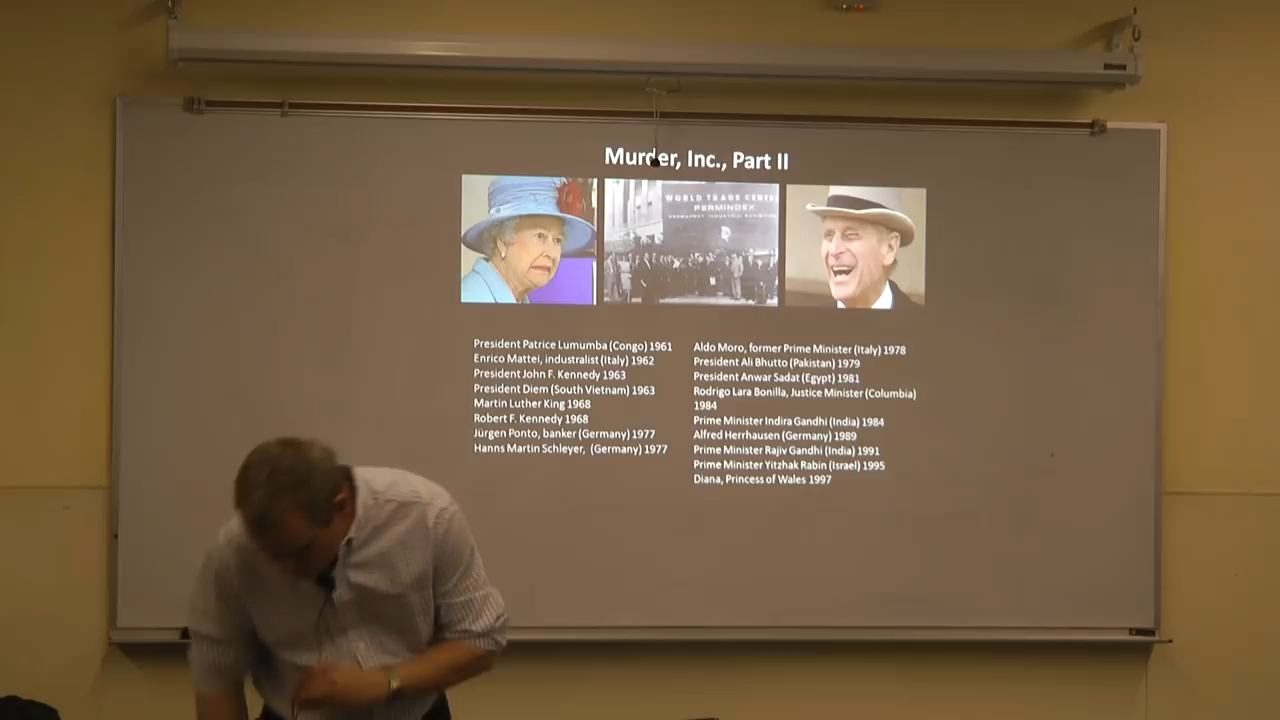 Murder, Inc., Part II
WORLD TRADE CENTE
PERMINDEX
PERMANENT INDUSTRIAL EXHIBITION
President Patrice Lumumba (Congo) 1961
Enrico Mattei, industralist (Italy) 1962
President John F. Kennedy 1963
President Diem (South Vietnam) 1963
Martin Luther King 1968
Robert F. Kennedy 1968
Jürgen Ponto, banker (Germany) 1977
Hanns Martin Schleyer, (Germany) 1977
Aldo Moro, former Prime Minister (Italy) 1978
President Ali Bhutto (Pakistan) 1979
President Anwar Sadat (Egypt) 1981
Rodrigo Lara Bonilla, Justice Minister (Columbia)
1984
Prime Minister Indira Gandhi (India) 1984
Alfred Herrhausen (Germany) 1989
Prime Minister Rajiv Gandhi (India) 1991
Prime Minister Yitzhak Rabin (Israel) 1995
Diana, Princess of Wales 1997